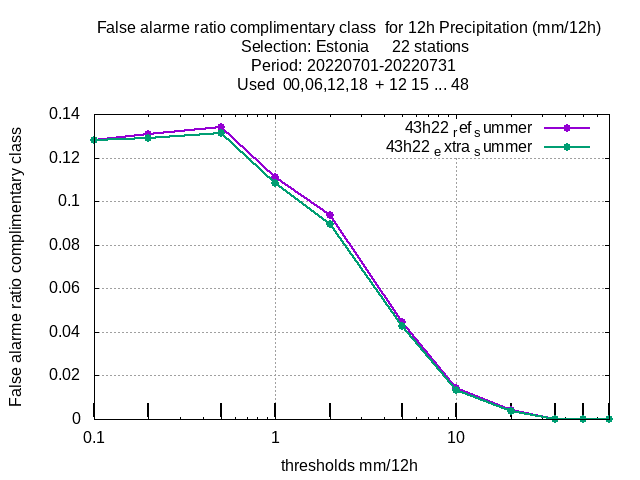 False alarme ratio complimentary class  for 12h Precipitation (mm/12h)
Selection: Estonia     22 stations
Period: 20220701-20220731
Used  00,06,12,18  + 12 15 ... 48
43h22 ref summer
43h22 extra summer
False alarme ratio complimentary class
0.14
0.12
0.1
0.08
0.06
0.04
0.02
0
0.1
1
10
thresholds mm/12h